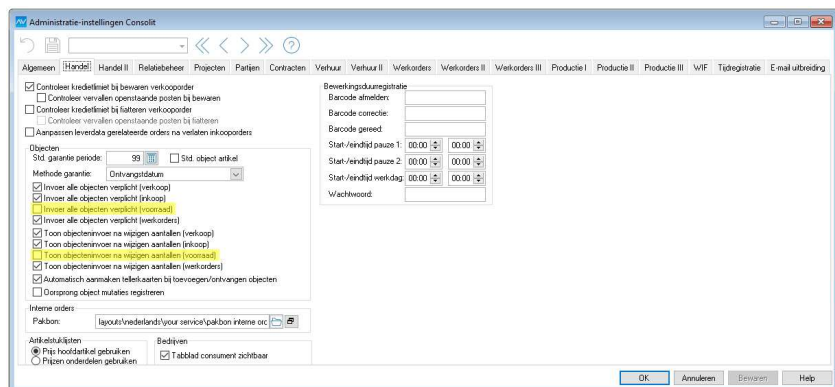 Administratie-instellingen Consolit
Algemeen Handel Handel II Relatiebeheer Projecten Partijen Contracten Verhuur Verhuur II Werkorders Werkorders II Werkorders III Productie I Productie II Productie III WIF Tijdregistratie E-mail uitbreiding
Controleer kredietlimiet bij bewaren verkooporder
Controleer vervallen openstaande posten bij bewaren
Controleer kredietlimiet bij fiatteren verkooporder
Controleer vervallen openstaande posten bij fiatteren
Aanpassen leverdata gerelateerde orders na verlaten inkooporders
Objecten
Std. garantie periode: 99 Std. object artikel
Methode garantie: Ontvangstdatum
Invoer alle objecten verplicht (verkoop)
Invoer alle objecten verplicht (inkoop)
Invoer alle objecten verplicht (voorraad)
Invoer alle objecten verplicht (werkorders)
Toon objecteninvoer na wijzigen aantallen (verkoop)
Toon objecteninvoer na wijzigen aantallen (inkoop)
Toon objecteninvoer na wijzigen aantallen (voorraad)
Toon objecteninvoer na wijzigen aantallen (werkorders)
Automatisch aanmaken tellerkaarten bij toevoegen/ontvangen objecten
Oorsprong object mutaties registreren
Interne orders
Pakbon: layouts\nederlands\your service\pakbon interne orc
Artikelstuklijsten
Prijs hoofdartikel gebruiken
Prijzen onderdelen gebruiken
Bedrijven
Tabblad consument zichtbaar
Bewerkingsduurregistratie
Barcode afmelden:
Barcode correctie:
Barcode gereed:
Start-/eindtijd pauze 1: 00:00 00:00
Start-/eindtijd pauze 2: 00:00 00:00
Start-/eindtijd werkdag: 00:00 00:00
Wachtwoord:
OK Annuleren Bewaren Help